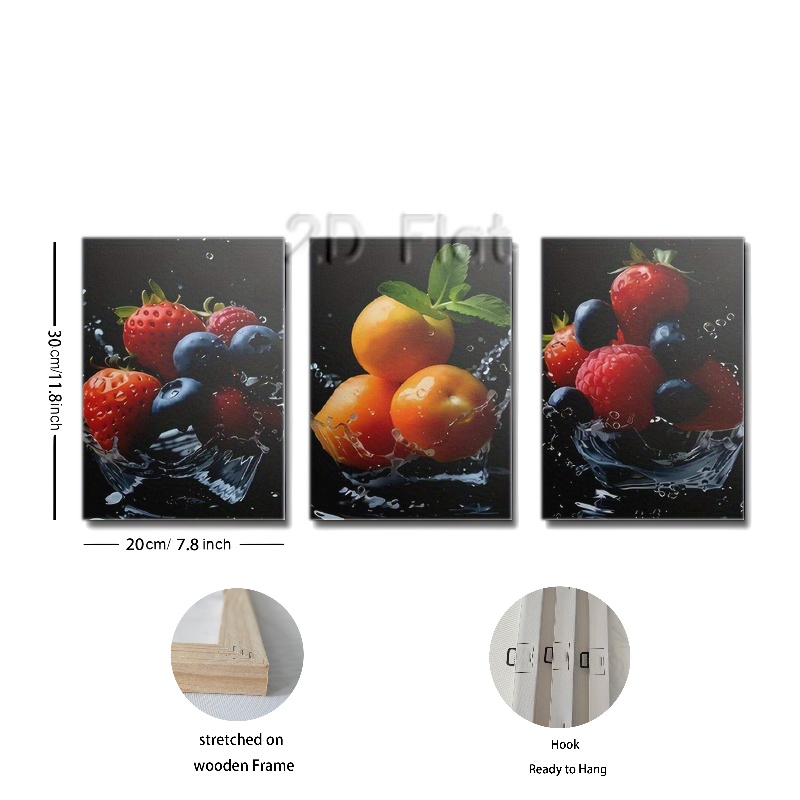 2D Flat
30cm/11.8inch
20cm/ 7.8 inch
stretched on
wooden Frame
Hook
Ready to Hang